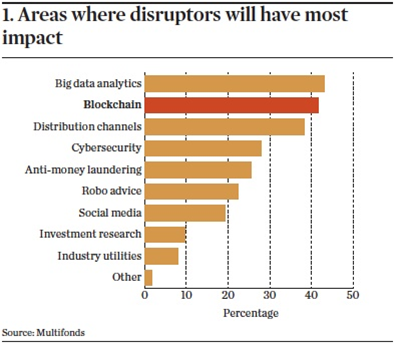 1. Areas where disruptors will have most
impact
Big data analytics
Blockchain
Distribution channels
Cybersecurity
Anti-money laundering
Robo advice
Social media
Investment research
Industry utilities
Other
0 10 20 30 40 50
Percentage
Source: Multifonds